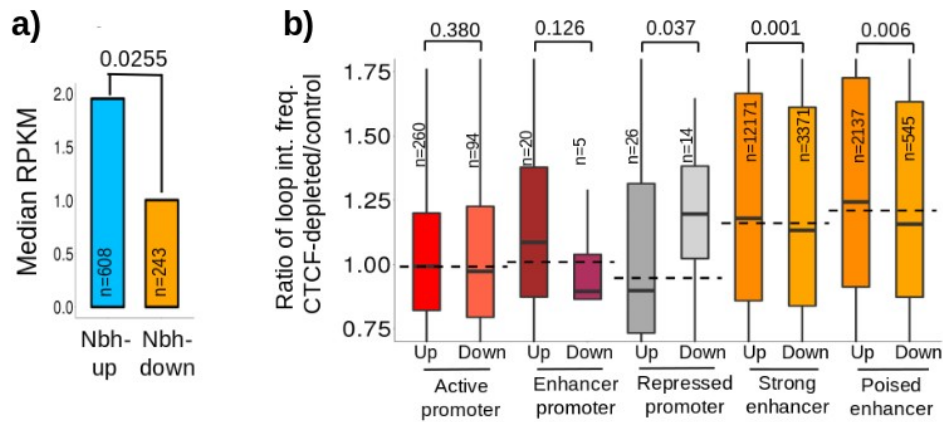 a)
0.0255
Median RPKM
2.0
1.5
1.0
0.5
0.0
n=608
n=243
Nbh-
up
Nbh-
down
b)
0.380
0.126
0.037
0.001
0.006
Ratio of loop int. freq.
CTCF-depleted/control
1.75
1.50
1.25
1.00
0.75
n=260
n=94
n=20
n=5
n=26
n=14
n=12171
n=3371
n=2137
n=545
Up Down Up Down Up Down Up Down Up Down
Active
promoter
Enhancer
promoter
Repressed
promoter
Strong
enhancer
Poised
enhancer